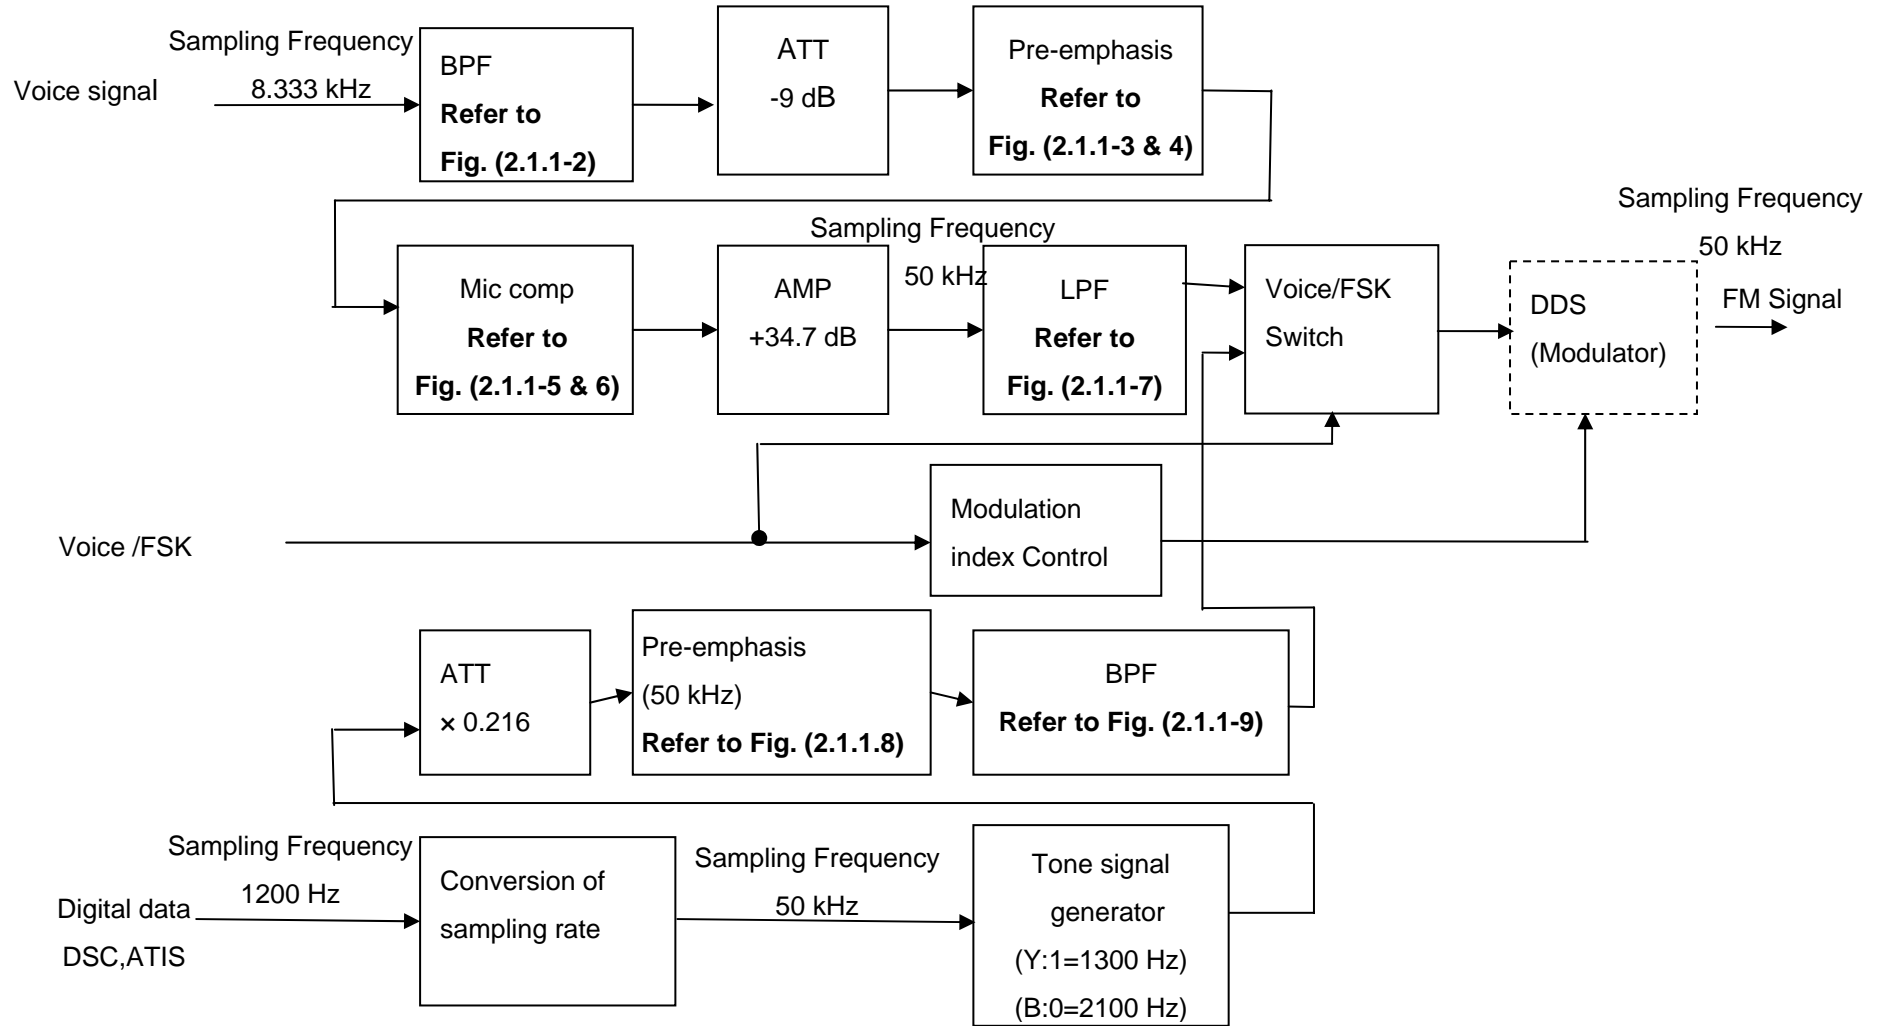 Voice signal
Sampling Frequency
8.333 kHz
BPF
Refer to
Fig. (2.1.1-2)
ATT
-9 dB
Pre-emphasis
Refer to
Fig. (2.1.1-3 & 4)
Mic comp
Refer to
Fig. (2.1.1-5 & 6)
AMP
+34.7 dB
Sampling Frequency
50 kHz
LPF
Refer to
Fig. (2.1.1-7)
Voice/FSK
Switch
DDS
(Modulator)
Sampling Frequency
50 kHz
FM Signal
Voice /FSK
Modulation
index Control
ATT
× 0.216
Pre-emphasis
(50 kHz)
Refer to Fig. (2.1.1.8)
BPF
Refer to Fig. (2.1.1-9)
Digital data
DSC,ATIS
Sampling Frequency
1200 Hz
Conversion of
sampling rate
Sampling Frequency
50 kHz
Tone signal
generator
(Y:1=1300 Hz)
(B:0=2100 Hz)